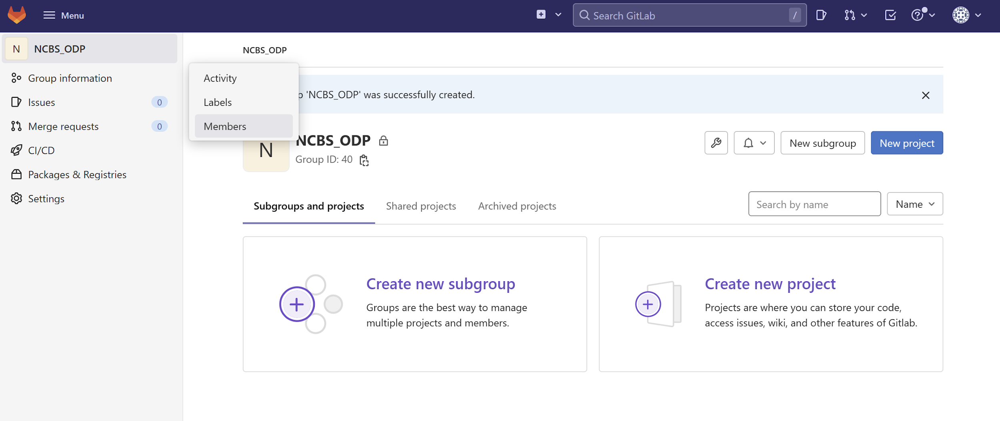 Menu
Search GitLab
/
N
NCBS_ODP
Group information
Issues
0
Merge requests
0
CI/CD
Packages & Registries
Settings
NCBS_ODP
Activity
Labels
Members
'NCBS_ODP' was successfully created.
N
NCBS_ODP
Group ID: 40
New subgroup
New project
Subgroups and projects
Shared projects
Archived projects
Search by name
Name
Create new subgroup
Groups are the best way to manage
multiple projects and members.
Create new project
Projects are where you can store your code,
access issues, wiki, and other features of Gitlab.